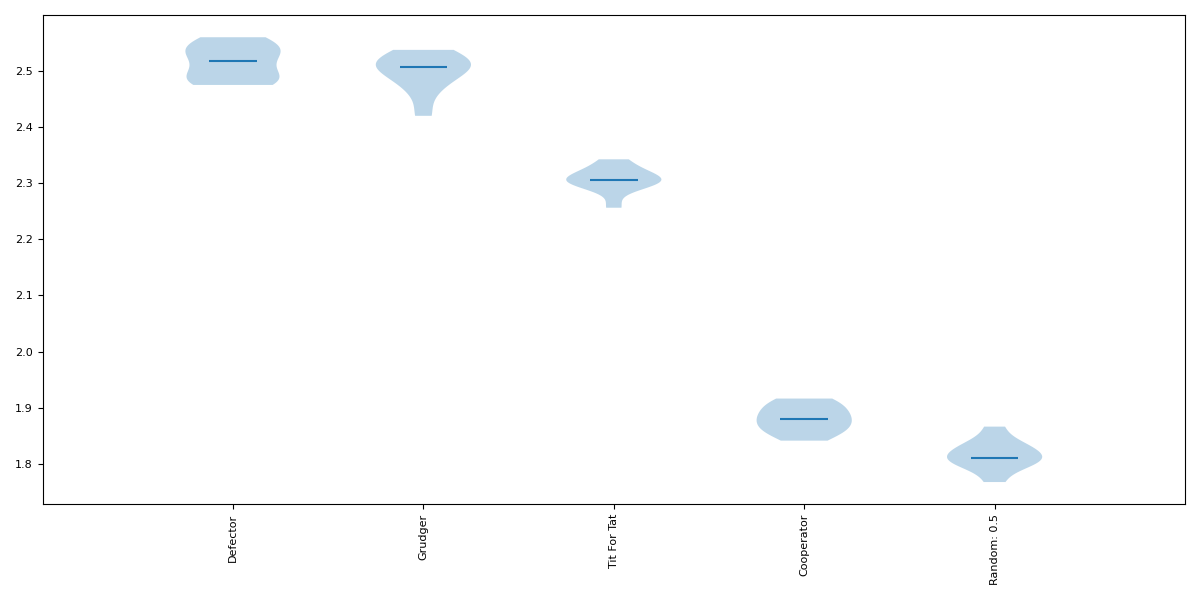 2.5
2.4
2.3
2.2
2.1
2.0
1.9
1.8
Defector
Grudger
Tit For Tat
Cooperator
Random: 0.5